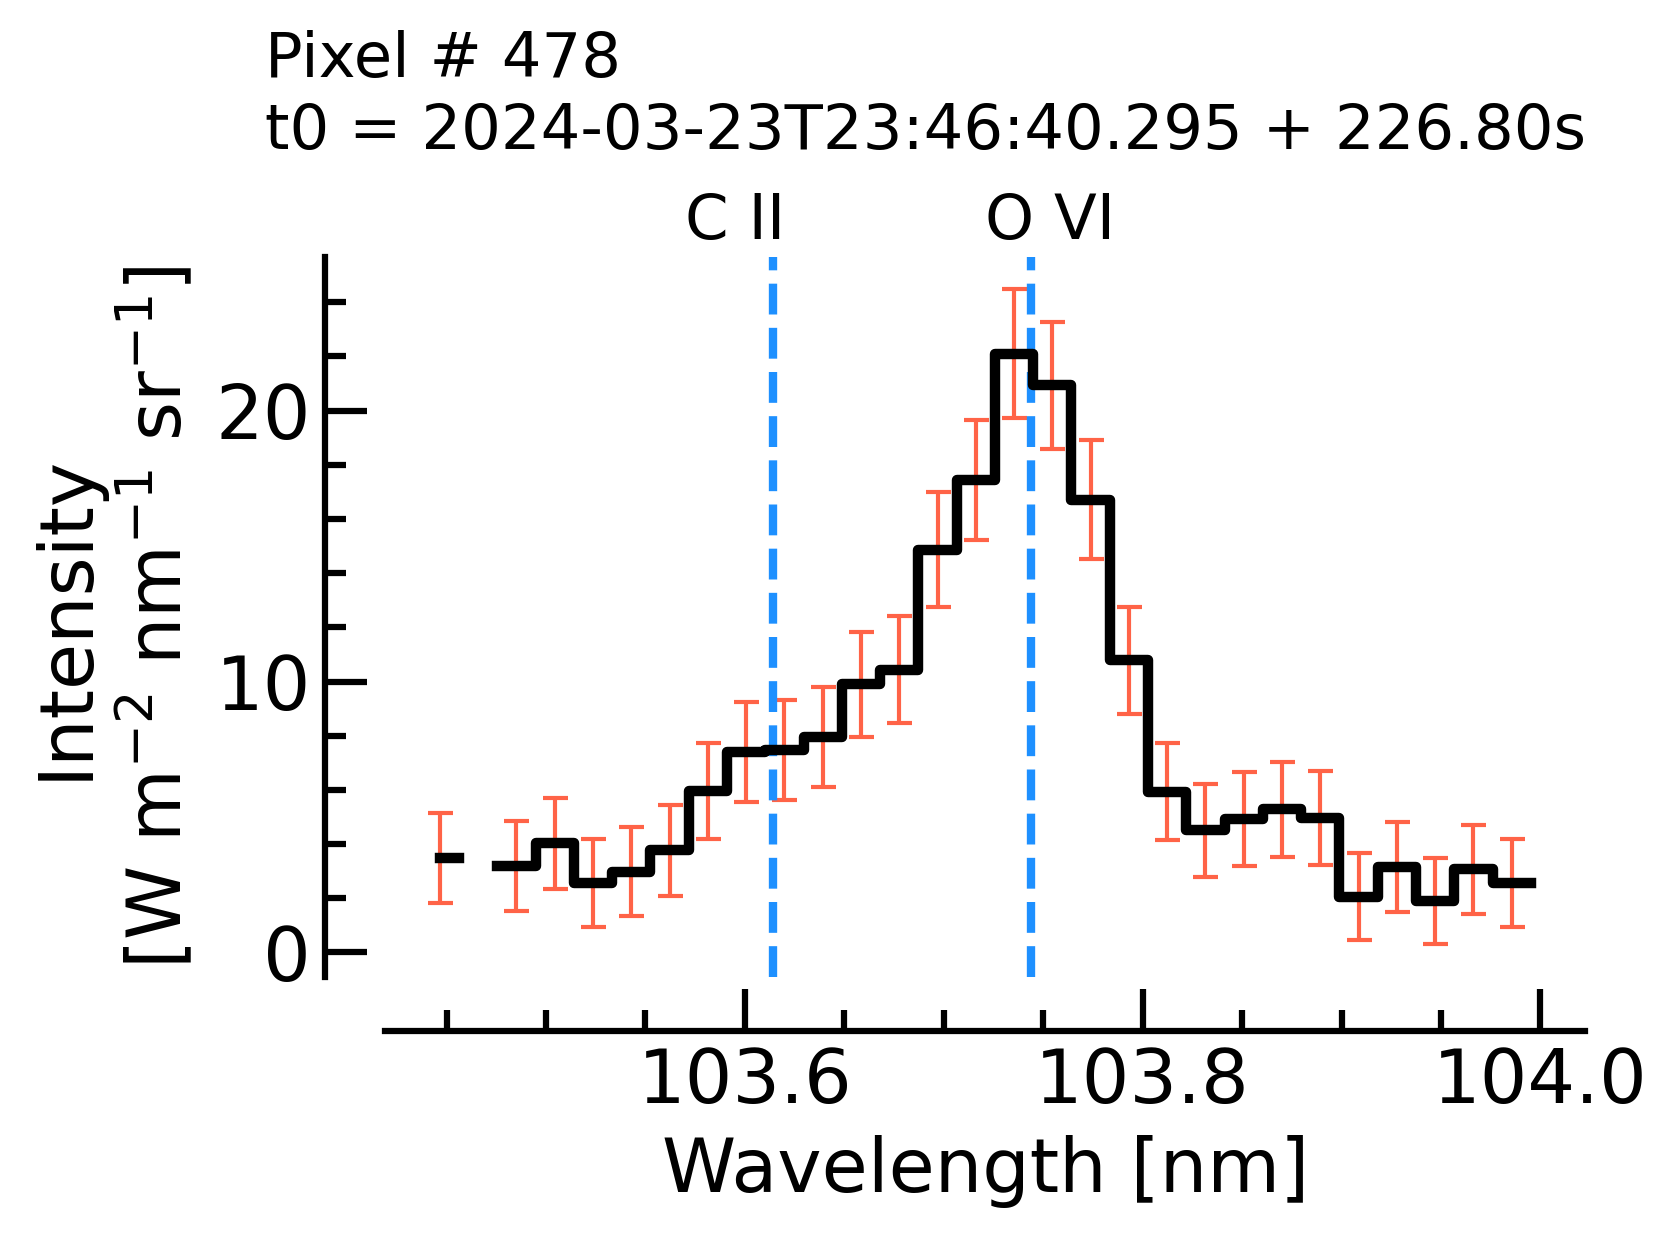 Pixel # 478
t0 = 2024-03-23T23:46:40.295 + 226.80s
C II O VI
Intensity
[W m⁻² nm⁻¹ sr⁻¹]
20
10
0
103.6 103.8 104.0
Wavelength [nm]